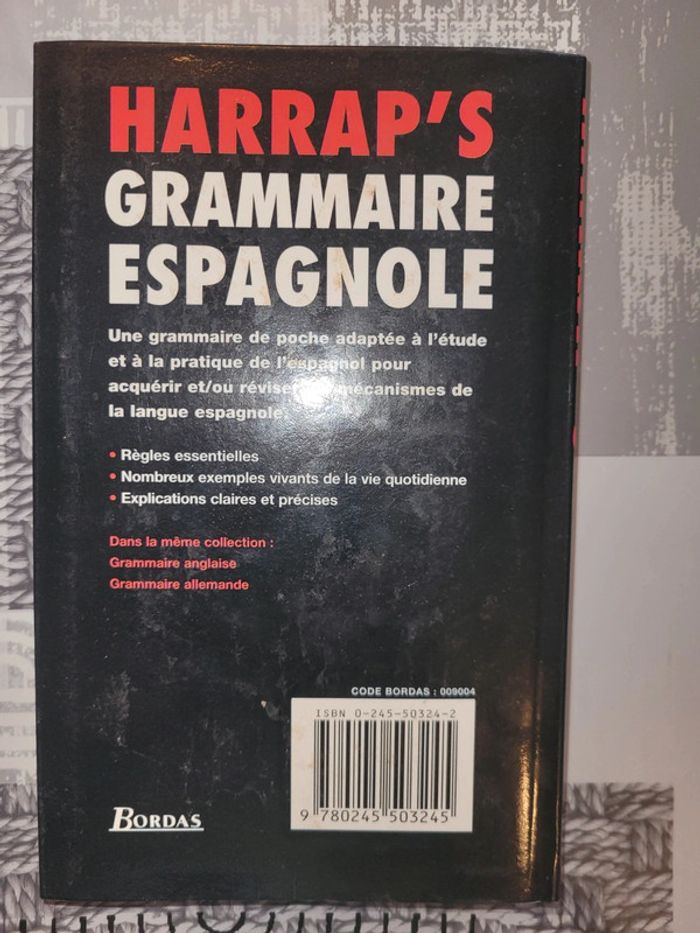 HARRAP'S
GRAMMAIRE
ESPAGNOLE
Une grammaire de poche adaptée à l'étude
et à la pratique de l'espagnol pour
acquérir et/ou réviser mécanismes de
la langue espagnole.
• Règles essentielles
• Nombreux exemples vivants de la vie quotidienne
• Explications claires et précises
Dans la même collection :
Grammaire anglaise
Grammaire allemande
CODE BORDAS : 009004
ISBN 0-245-50324-2
9 780245 503245
BORDAS